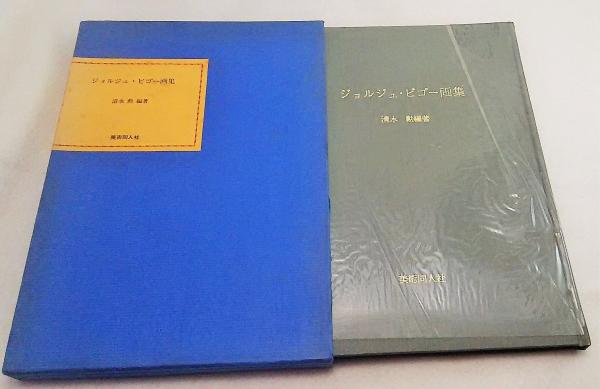 ジョルジュ・ビゴー画集
清水 勲 編著
美術同人社
ジョルジュ・ビゴー画集
清水 勲編著
美術同人社